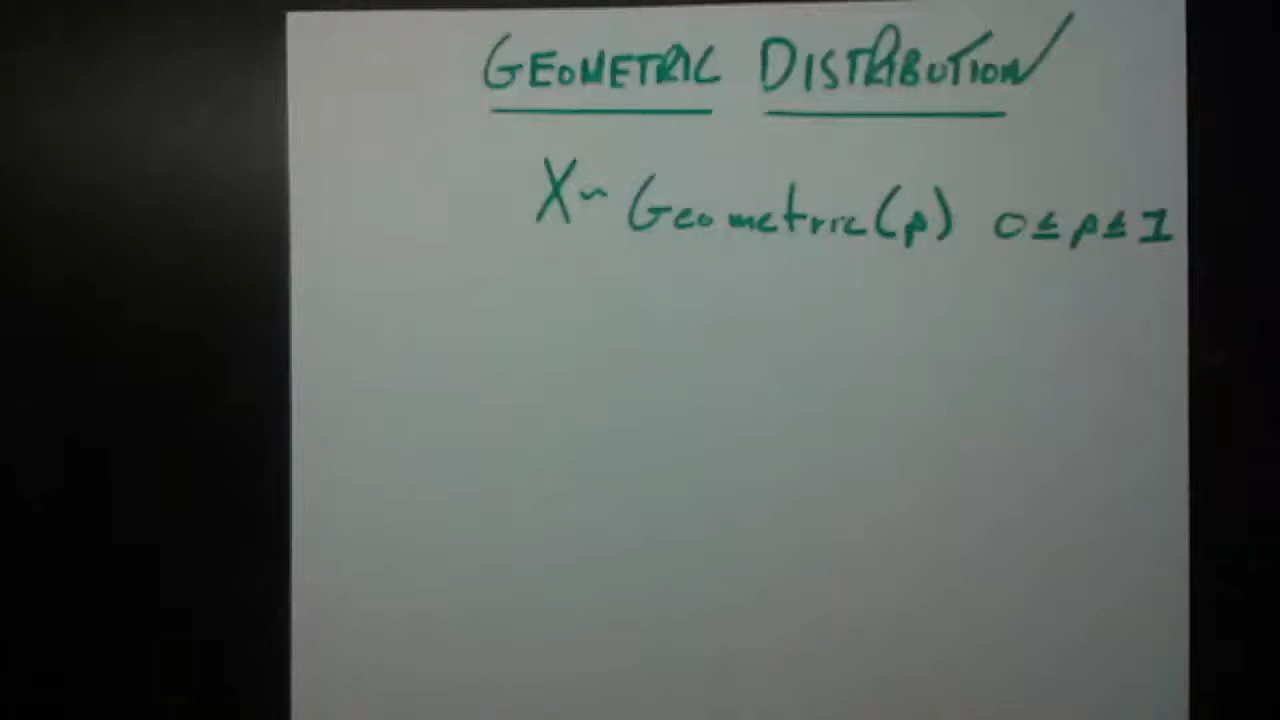 GEOMETRIC DISTRIBUTION
X ~ Geometric(p) 0 ≤ p ≤ 1